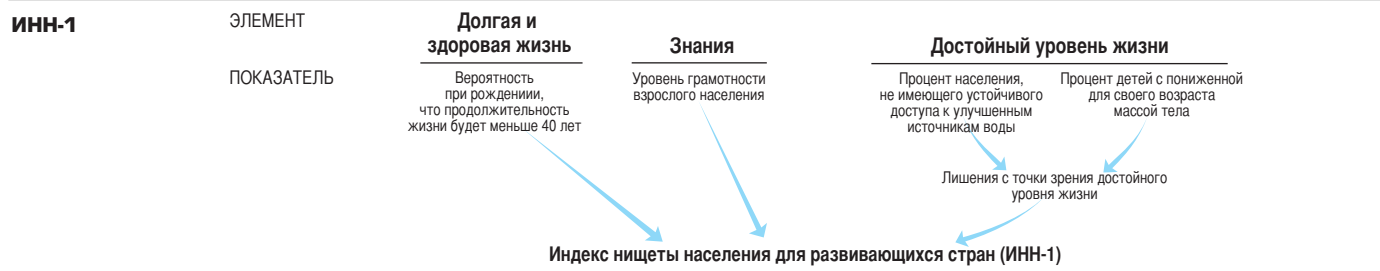 ИНН-1
ЭЛЕМЕНТ
Долгая и
здоровая жизнь
Знания
Достойный уровень жизни
ПОКАЗАТЕЛЬ
Вероятность
при рождениии,
что продолжительность
жизни будет меньше 40 лет
Уровень грамотности
взрослого населения
Процент населения,
не имеющего устойчивого
доступа к улучшенным
источникам воды
Процент детей с пониженной
для своего возраста
массой тела
Лишения с точки зрения достойного
уровня жизни
Индекс нищеты населения для развивающихся стран (ИНН-1)